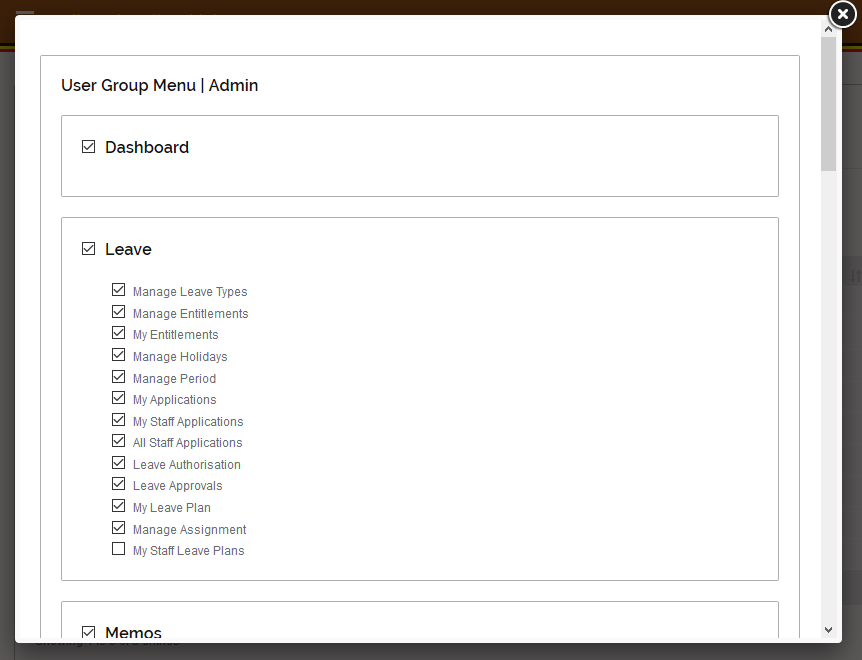 User Group Menu | Admin
Dashboard
Leave
Manage Leave Types
Manage Entitlements
My Entitlements
Manage Holidays
Manage Period
My Applications
My Staff Applications
All Staff Applications
Leave Authorisation
Leave Approvals
My Leave Plan
Manage Assignment
My Staff Leave Plans
Memos